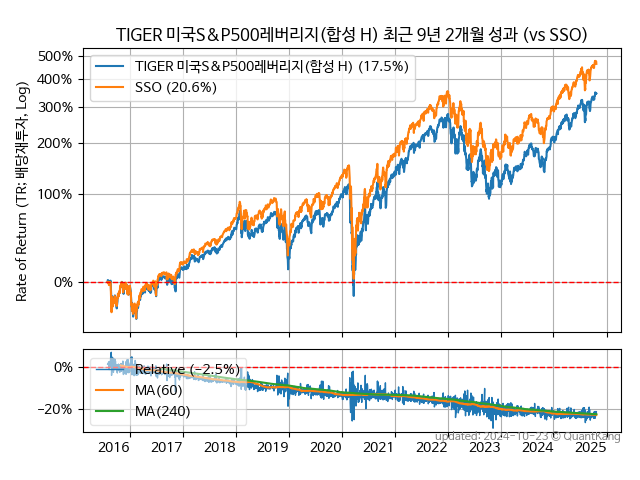 TIGER 미국S&P500레버리지(합성 H) 최근 9년 2개월 성과 (vs SSO)
Rate of Return (TR: 배당재투자, Log)
500%
400%
300%
200%
100%
0%
TIGER 미국S&P500레버리지(합성 H) (17.5%)
SSO (20.6%)
0%
−20%
Relative (−2.5%)
MA(60)
MA(240)
2016 2017 2018 2019 2020 2021 2022 2023 2024 2025
updated: 2024-10-23 © QuantKang